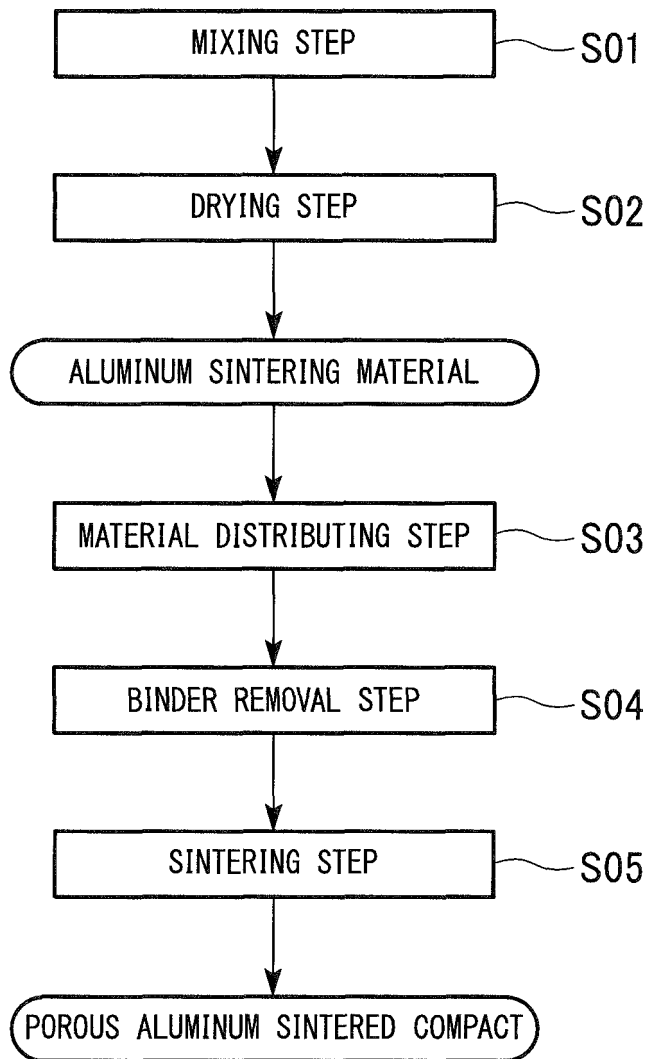 MIXING STEP S01
DRYING STEP S02
ALUMINUM SINTERING MATERIAL
MATERIAL DISTRIBUTING STEP S03
BINDER REMOVAL STEP S04
SINTERING STEP S05
POROUS ALUMINUM SINTERED COMPACT